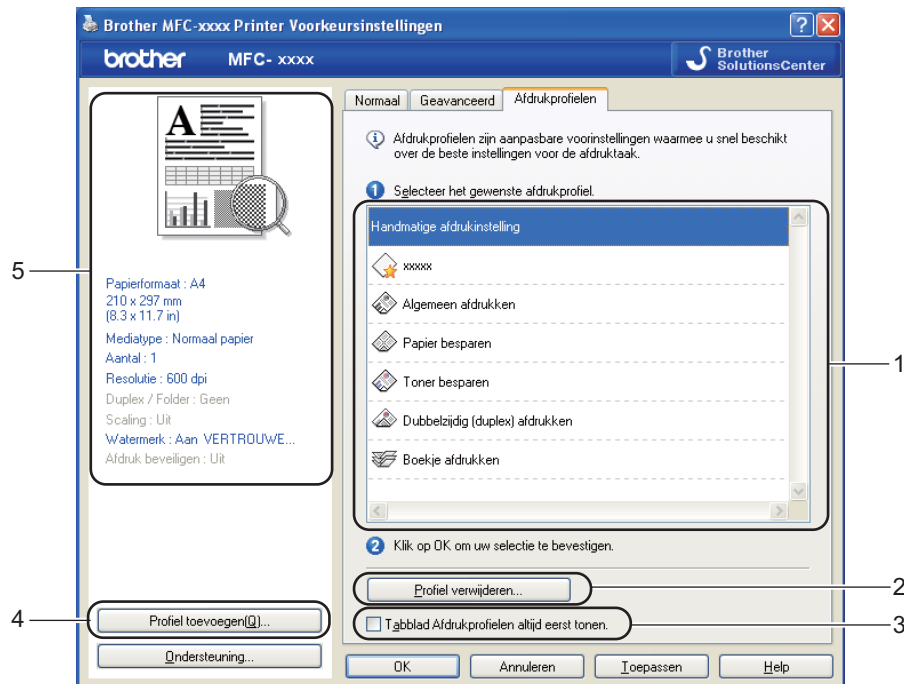 Brother MFC-xxxx Printer Voorkeursinstellingen
brother MFC- xxxx
Brother
SolutionsCenter
A
Papierformaat : A4
210 x 297 mm
(8.3 x 11.7 in)
Mediatype : Normaal papier
Aantal : 1
Resolutie : 600 dpi
Duplex / Folder : Geen
Scaling : Uit
Watermerk : Aan VERTROUWE...
Afdruk beveiligen : Uit
5
Profiel toevoegen(Q)...
4
Ondersteuning...
Normaal Geavanceerd Afdrukprofielen
Afdrukprofielen zijn aanpasbare voorinstellingen waarmee u snel beschikt
over de beste instellingen voor de afdruktaak.
1 Selecteer het gewenste afdrukprofiel.
Handmatige afdrukinstelling
xxxxx
Algemeen afdrukken
Papier besparen
Toner besparen
Dubbelzijdig (duplex) afdrukken
Boekje afdrukken
1
2 Klik op OK om uw selectie te bevestigen.
Profiel verwijderen...
2
Tabblad Afdrukprofielen altijd eerst tonen.
3
OK Annuleren Toepassen Help